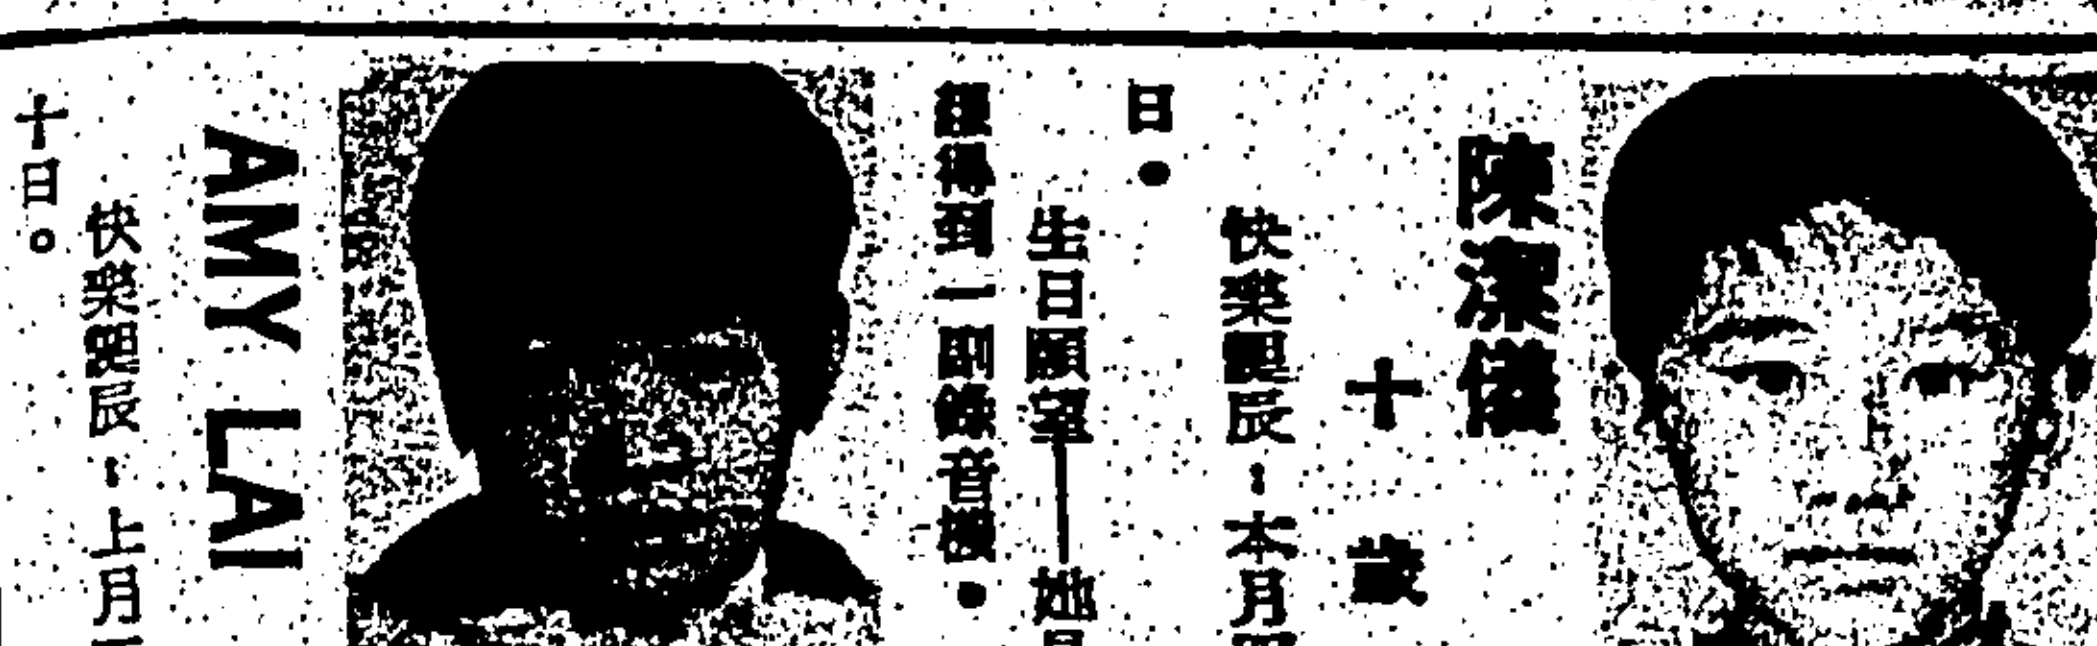 陳潔儀
十歲
快樂誕辰：本月
日。
生日願望——她
得到一副錄音機。
AMY LAI
快樂誕辰：上月
十日。